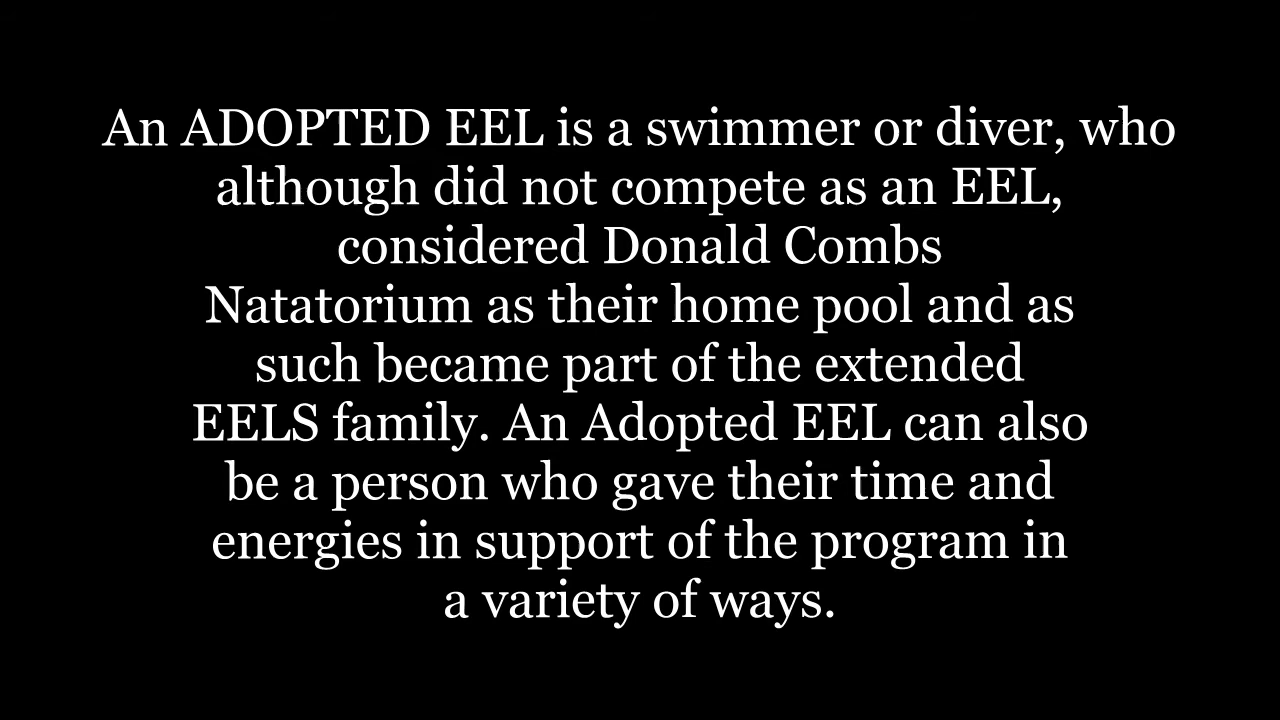 An ADOPTED EEL is a swimmer or diver, who
although did not compete as an EEL,
considered Donald Combs
Natatorium as their home pool and as
such became part of the extended
EELS family. An Adopted EEL can also
be a person who gave their time and
energies in support of the program in
a variety of ways.